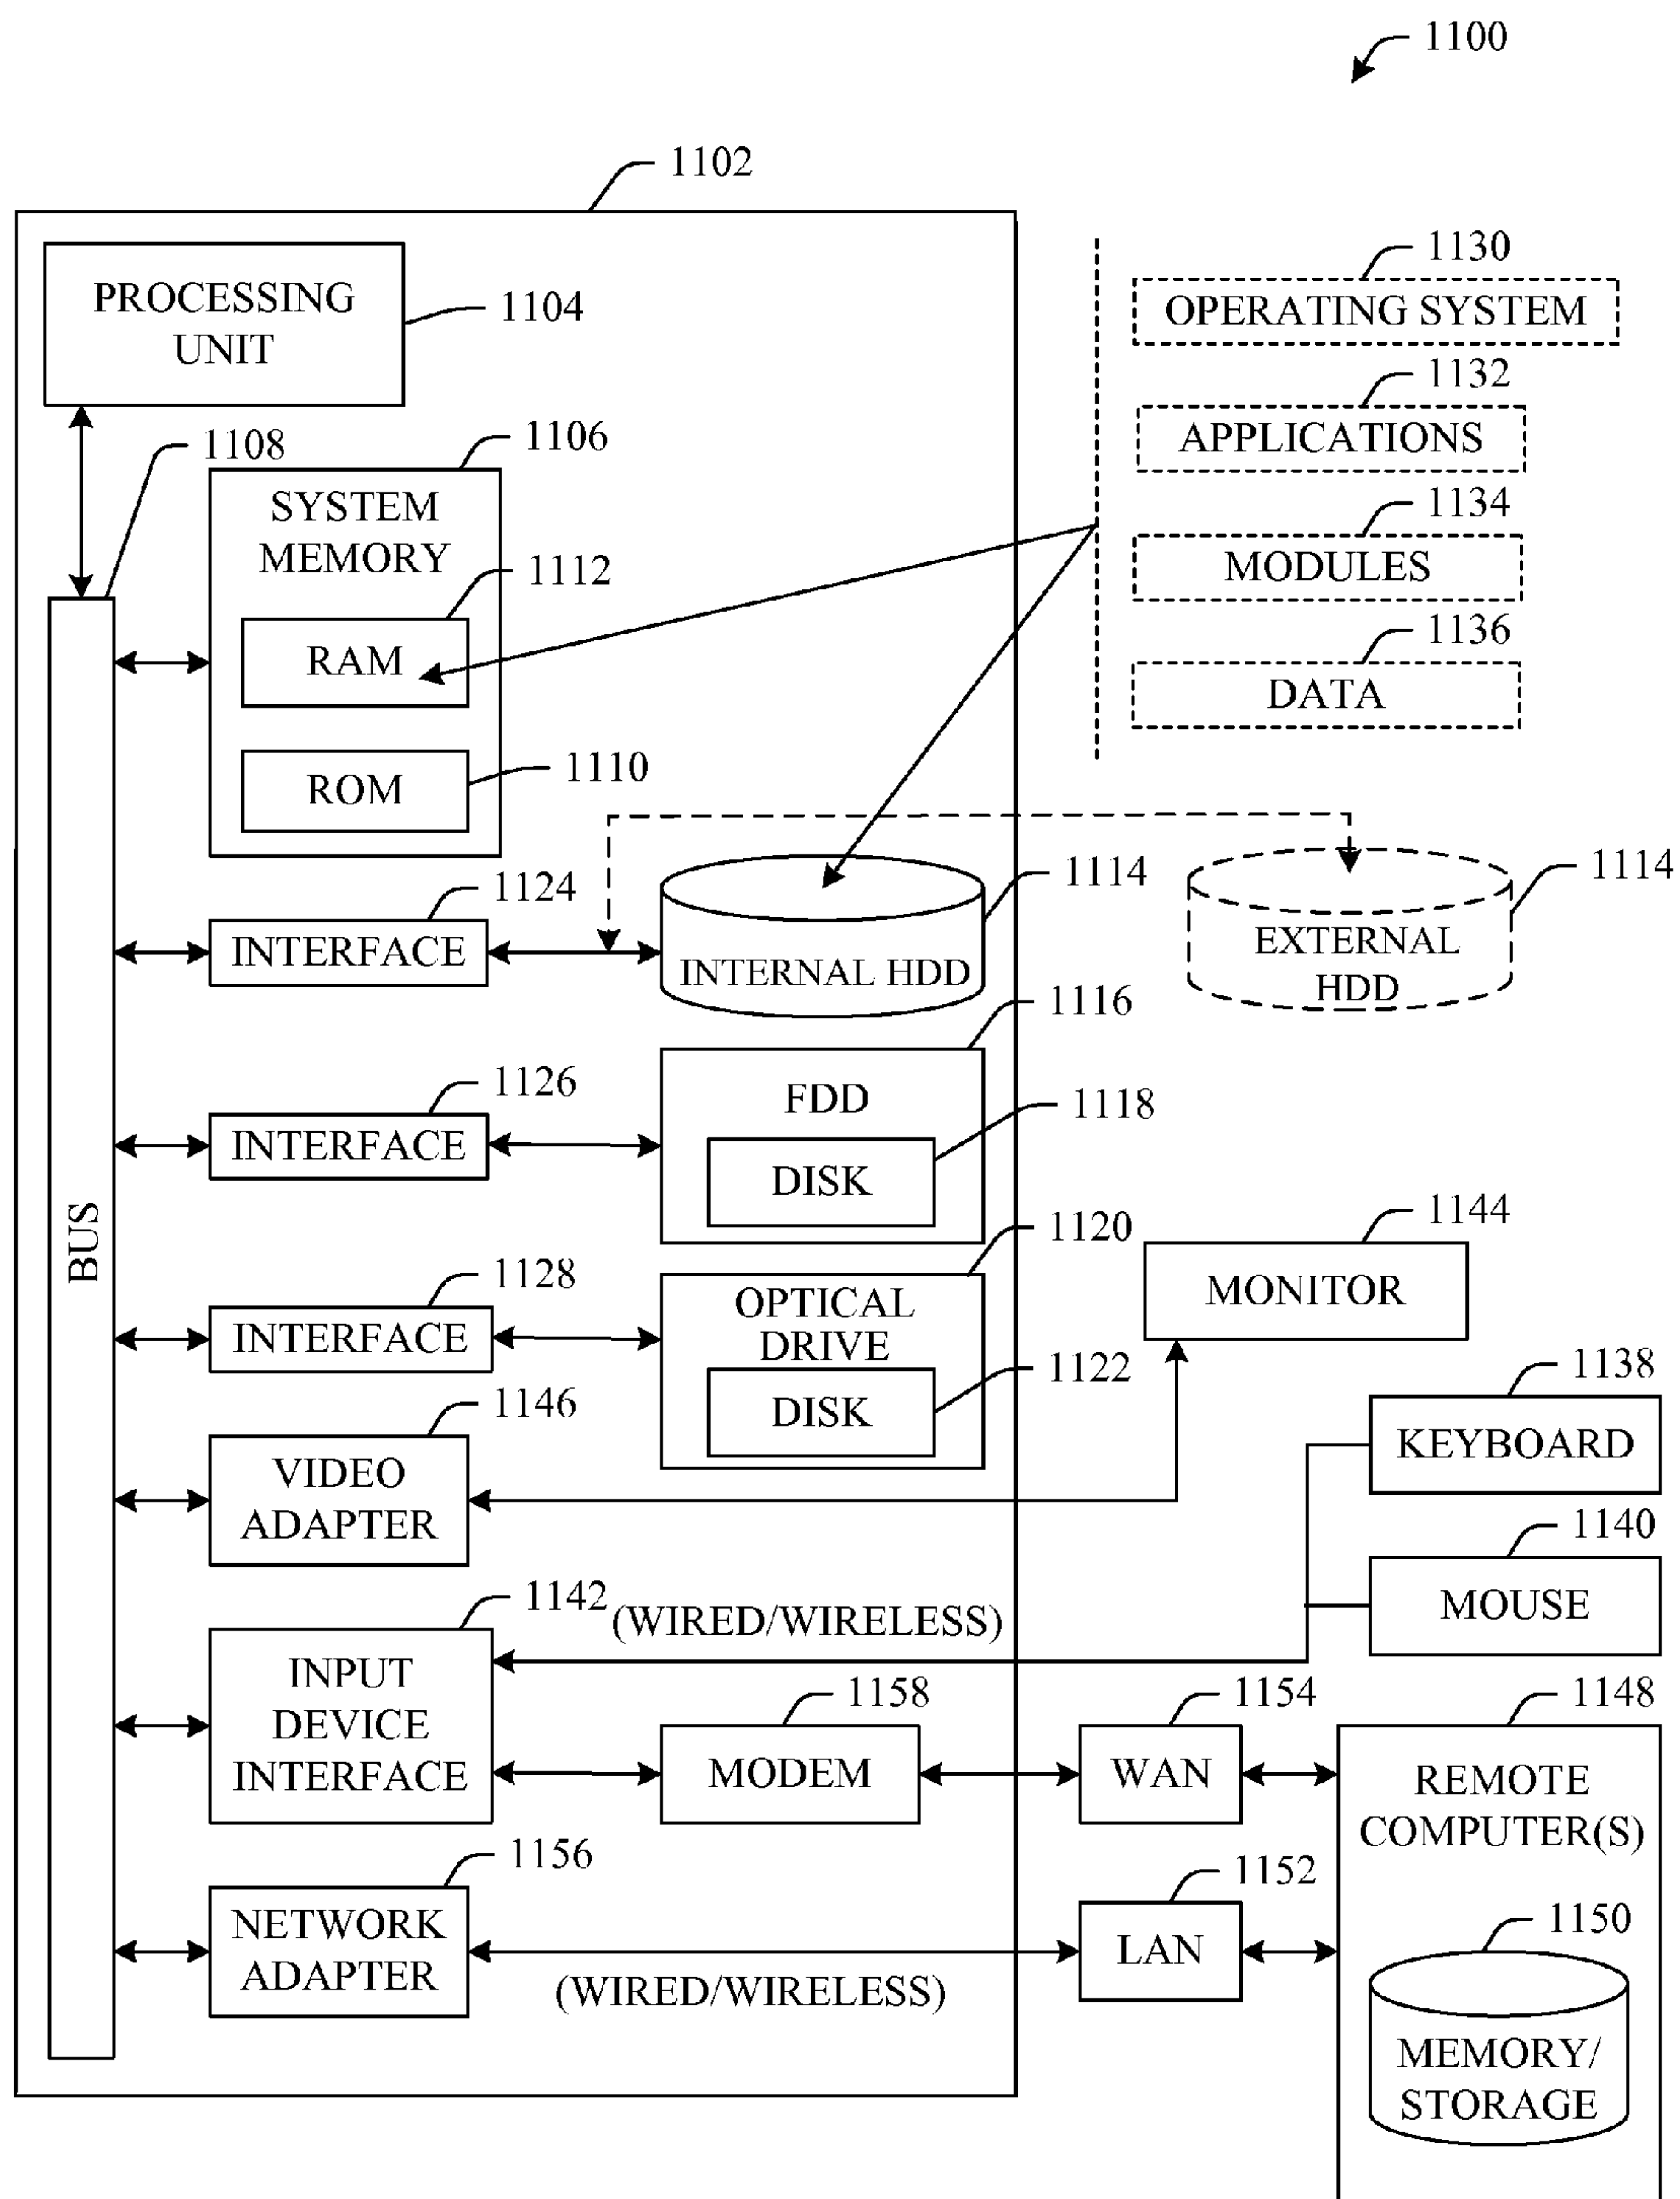 1100
1102
PROCESSING
UNIT
1104
1130
OPERATING SYSTEM
1132
APPLICATIONS
1134
MODULES
1136
DATA
1108
1106
SYSTEM
MEMORY
1112
RAM
1110
ROM
BUS
1124
INTERFACE
1114
INTERNAL HDD
1114
EXTERNAL
HDD
1126
INTERFACE
1116
FDD
1118
DISK
1128
INTERFACE
1120
OPTICAL
DRIVE
1122
DISK
1144
MONITOR
1146
VIDEO
ADAPTER
1138
KEYBOARD
1140
MOUSE
1142
(WIRED/WIRELESS)
INPUT
DEVICE
INTERFACE
1158
MODEM
1154
WAN
1148
REMOTE
COMPUTER(S)
1156
NETWORK
ADAPTER
(WIRED/WIRELESS)
1152
LAN
1150
MEMORY/
STORAGE